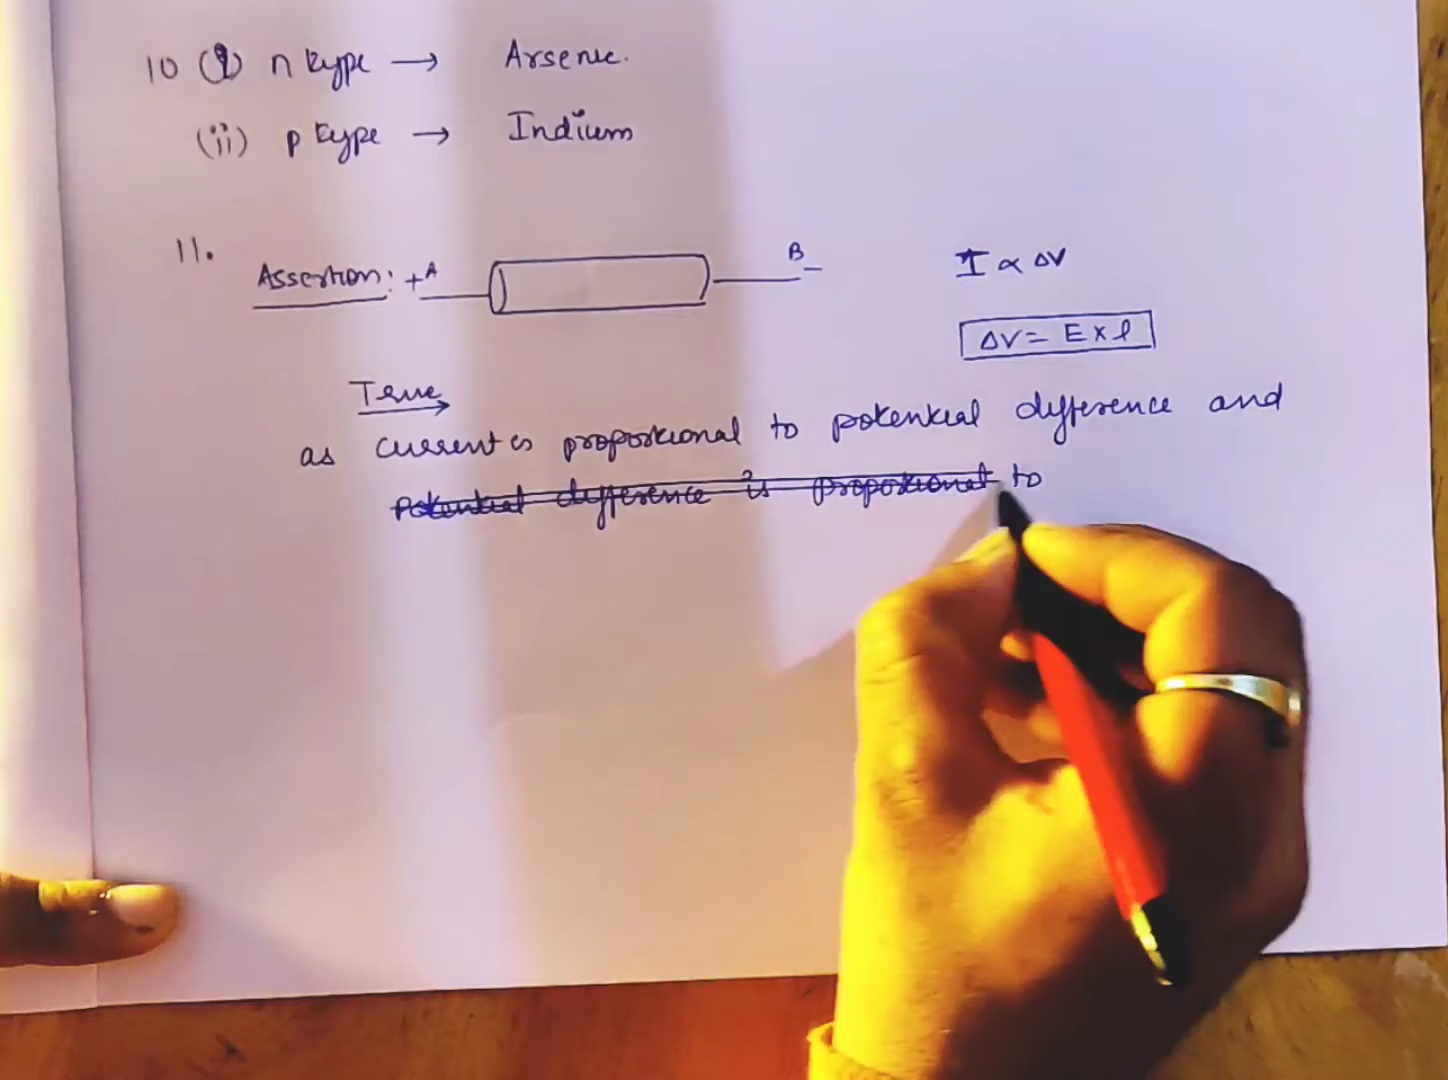 10 (i) n type → Arsenic.
(ii) p type → Indium
11.
Assertion: +A
B -
I ∝ ΔV
ΔV = E x l
True
as current is proportional to potential difference and
potential difference is proportional to